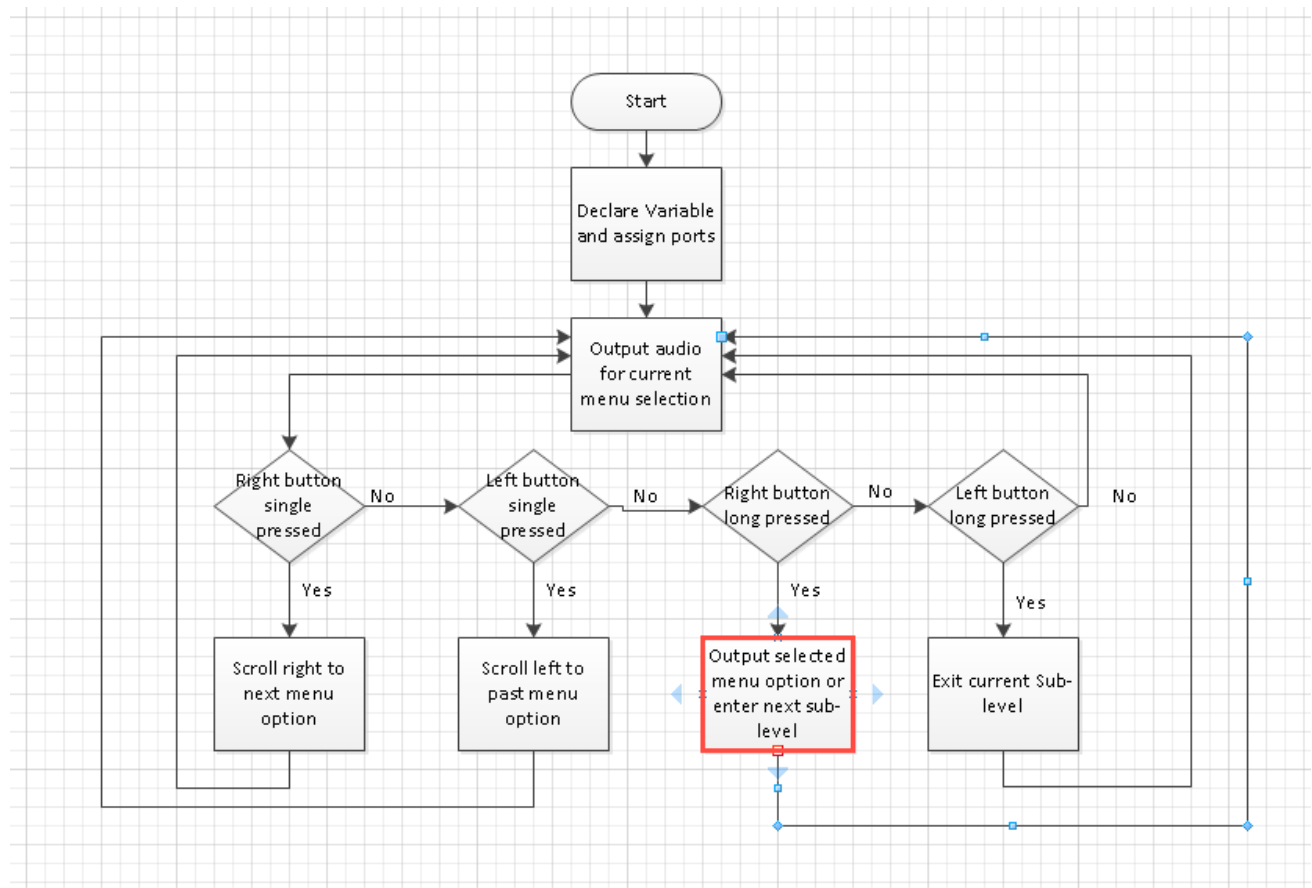 Start
Declare Variable
and assign ports
Output audio
for current
menu selection
Right button
single
pressed
No
Left button
single
pressed
No
Right button
long pressed
No
Left button
long pressed
No
Yes
Yes
Yes
Yes
Scroll right to
next menu
option
Scroll left to
past menu
option
Output selected
menu option or
enter next sub-
level
Exit current Sub-
level